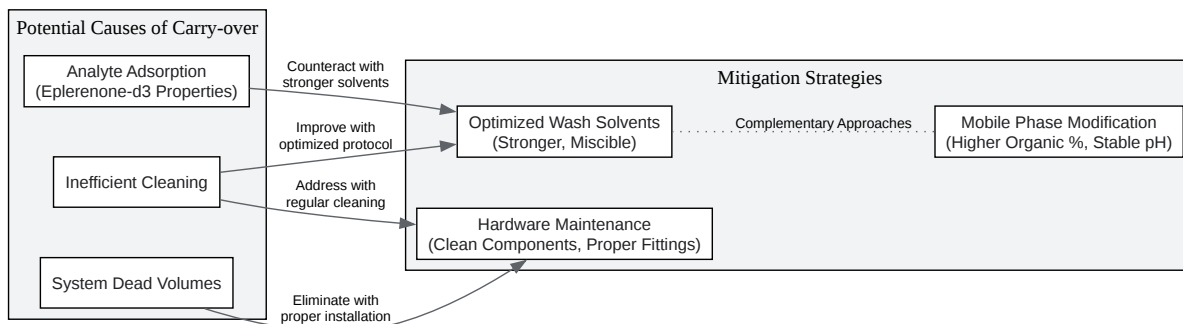 Potential Causes of Carry-over
Analyte Adsorption
(Eplerenone-d3 Properties)
Inefficient Cleaning
System Dead Volumes
Counteract with
stronger solvents
Improve with
optimized protocol
Address with
regular cleaning
Eliminate with
proper installation
Mitigation Strategies
Optimized Wash Solvents
(Stronger, Miscible)
Complementary Approaches
Mobile Phase Modification
(Higher Organic %, Stable pH)
Hardware Maintenance
(Clean Components, Proper Fittings)